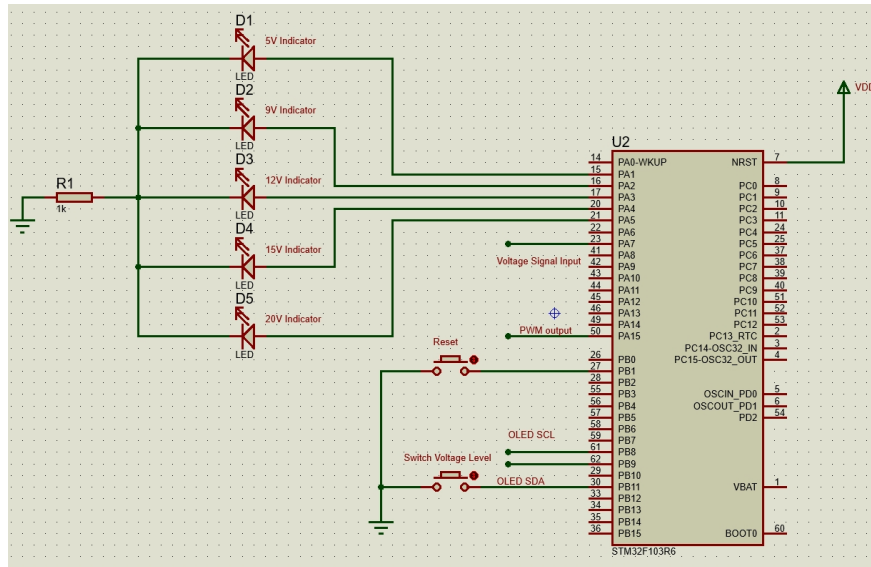 D1
5V Indicator
LED
D2
9V Indicator
LED
D3
12V Indicator
LED
D4
15V Indicator
LED
D5
20V Indicator
LED
R1
1k
Voltage Signal Input
PWM output
Reset
OLED SCL
Switch Voltage Level
OLED SDA
VDD
U2
14 PA0-WKUP NRST 7
15 PA1
16 PA2 PC0 8
17 PA3 PC1 9
20 PA4 PC2 10
21 PA5 PC3 11
22 PA6 PC4 24
23 PA7 PC5 25
41 PA8 PC6 37
42 PA9 PC7 38
43 PA10 PC8 39
44 PA11 PC9 40
45 PA12 PC10 51
46 PA13 PC11 52
49 PA14 PC12 53
50 PA15 PC13_RTC 2
PC14-OSC32_IN 3
26 PB0 PC15-OSC32_OUT 4
27 PB1
28 PB2
55 PB3 OSCIN_PD0 5
56 PB4 OSCOUT_PD1 6
57 PB5 PD2 54
58 PB6
59 PB7
61 PB8
62 PB9
29 PB10
30 PB11 VBAT 1
33 PB12
34 PB13
35 PB14
36 PB15 BOOT0 60
STM32F103R6